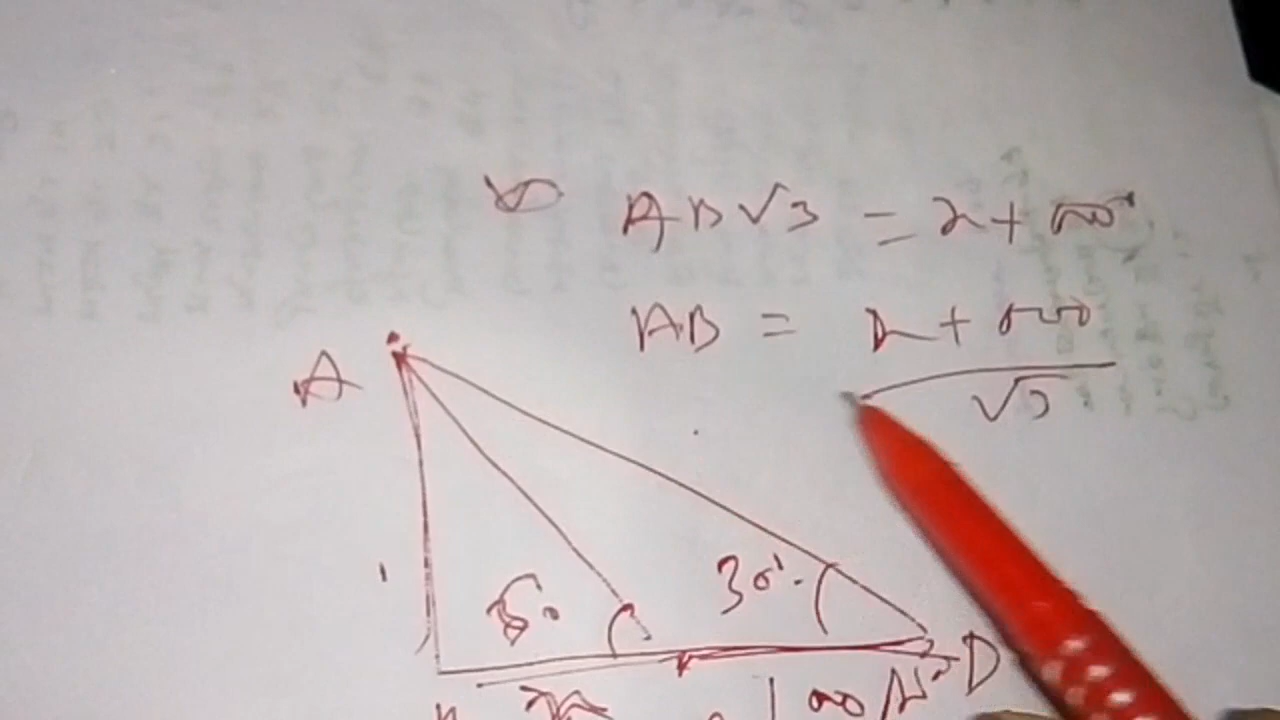 AB√3 = x + 100
AB = x + 100
√3
A
60
30°
D
x
100 m